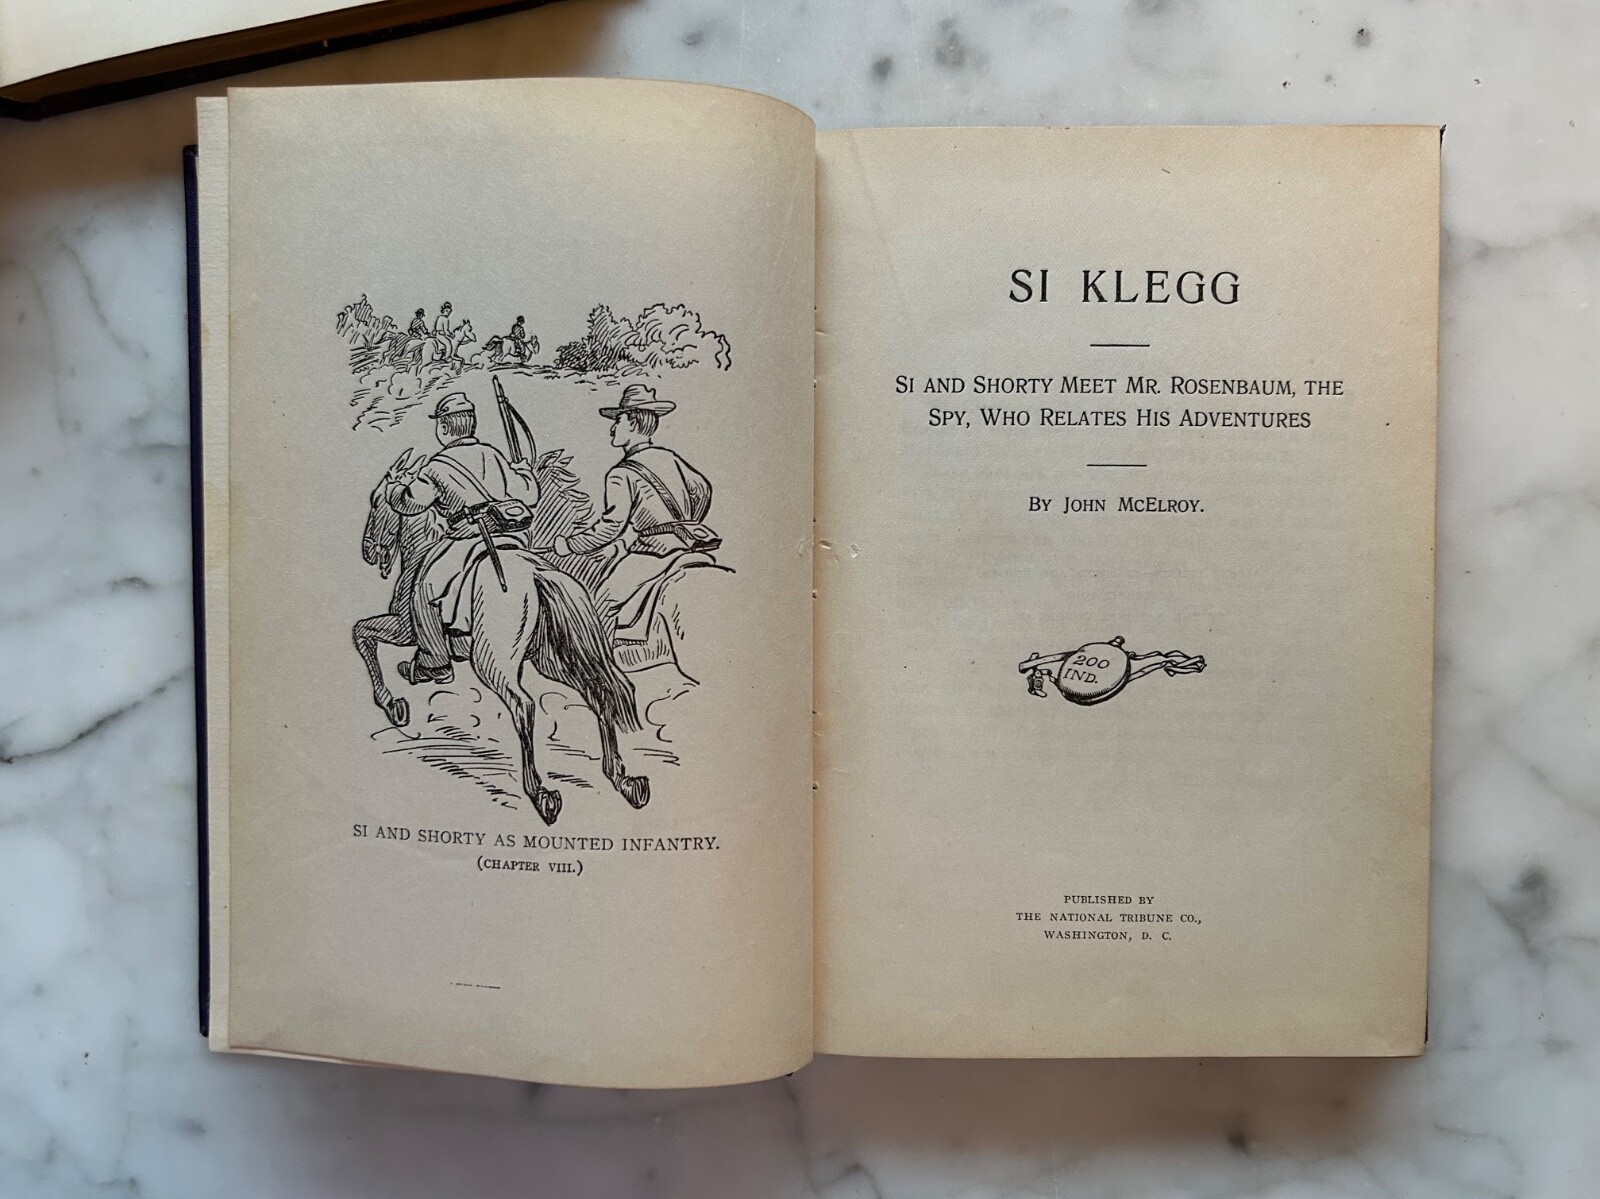 SI AND SHORTY AS MOUNTED INFANTRY.
(CHAPTER VIII.)
SI KLEGG
SI AND SHORTY MEET MR. ROSENBAUM, THE
SPY, WHO RELATES HIS ADVENTURES
BY JOHN MCELROY.
200
IND.
PUBLISHED BY
THE NATIONAL TRIBUNE CO.,
WASHINGTON, D. C.